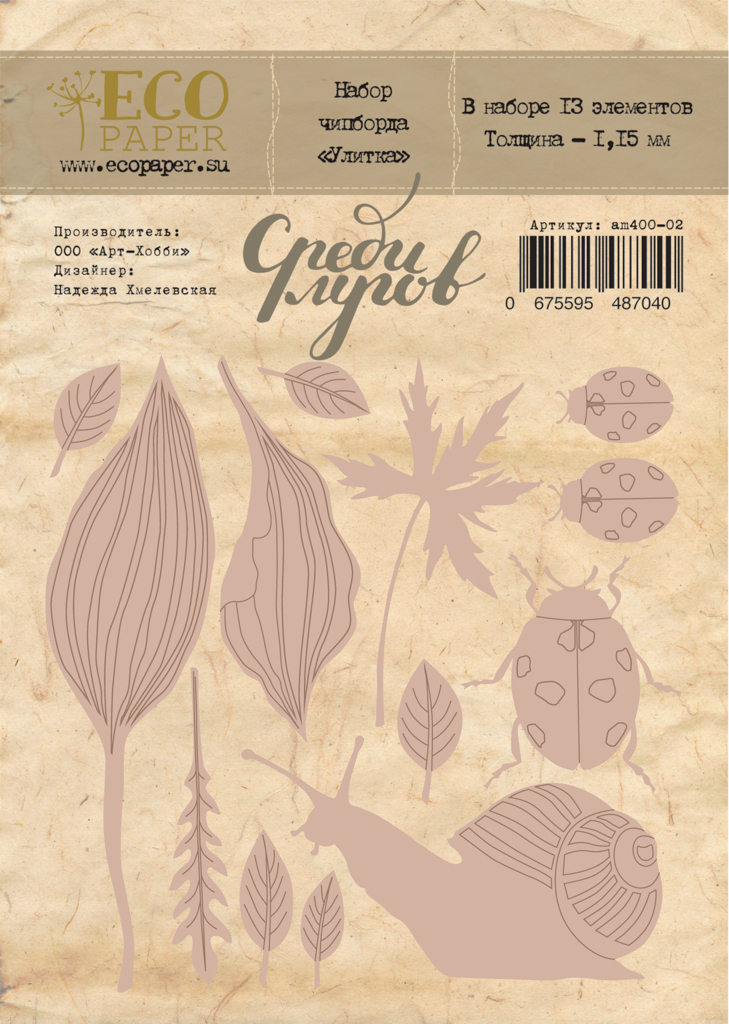 ECO
PAPER
www.ecopaper.su
Набор
чипборда
«Улитка»
В наборе 13 элементов
Толщина – 1,15 мм
Производитель:
ООО «Арт-Хобби»
Дизайнер:
Надежда Хмелевская
Среди
лугов
Артикул: am400-02
0 675595 487040